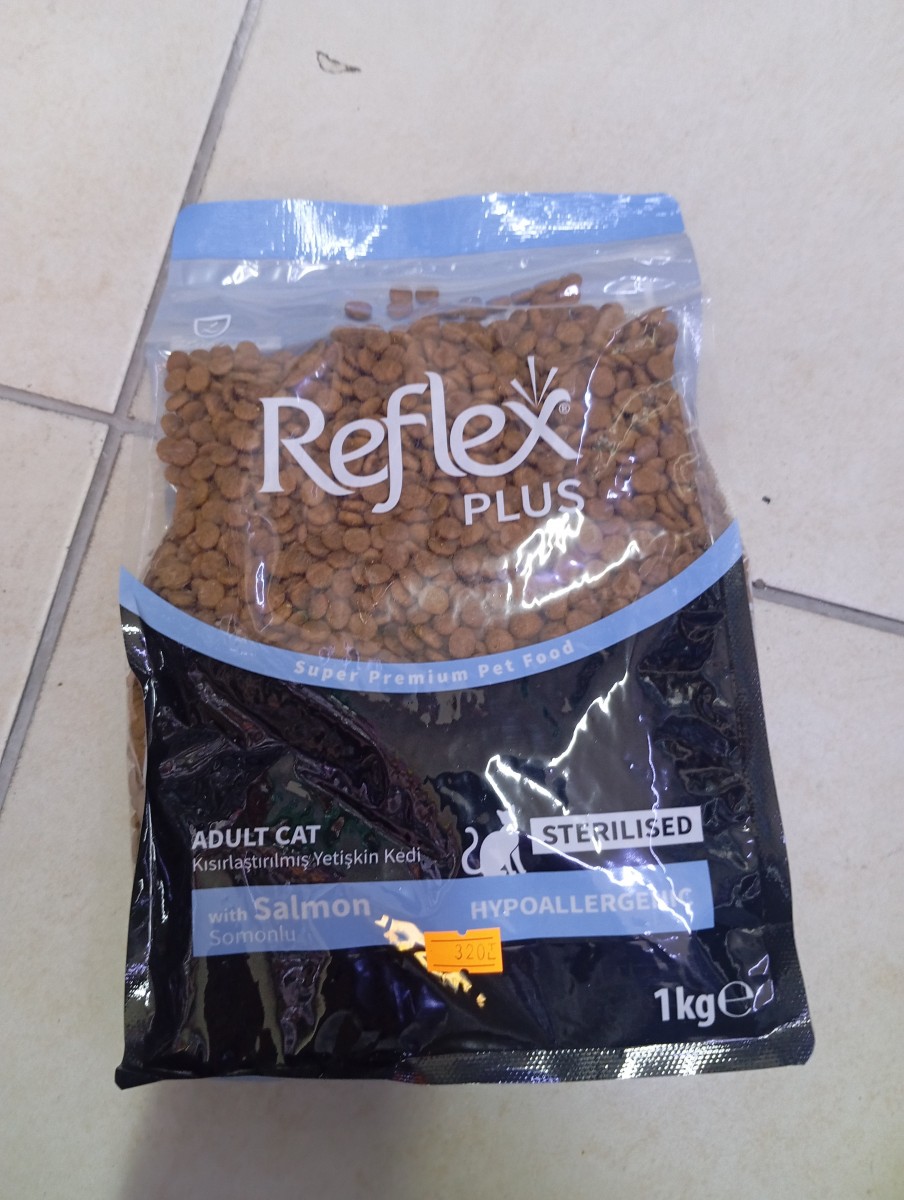 Reflex®
PLUS
Super Premium Pet Food
ADULT CAT
Kısırlaştırılmış Yetişkin Kedi
STERILISED
with Salmon
Somonlu
HYPOALLERGENIC
320
1kg e